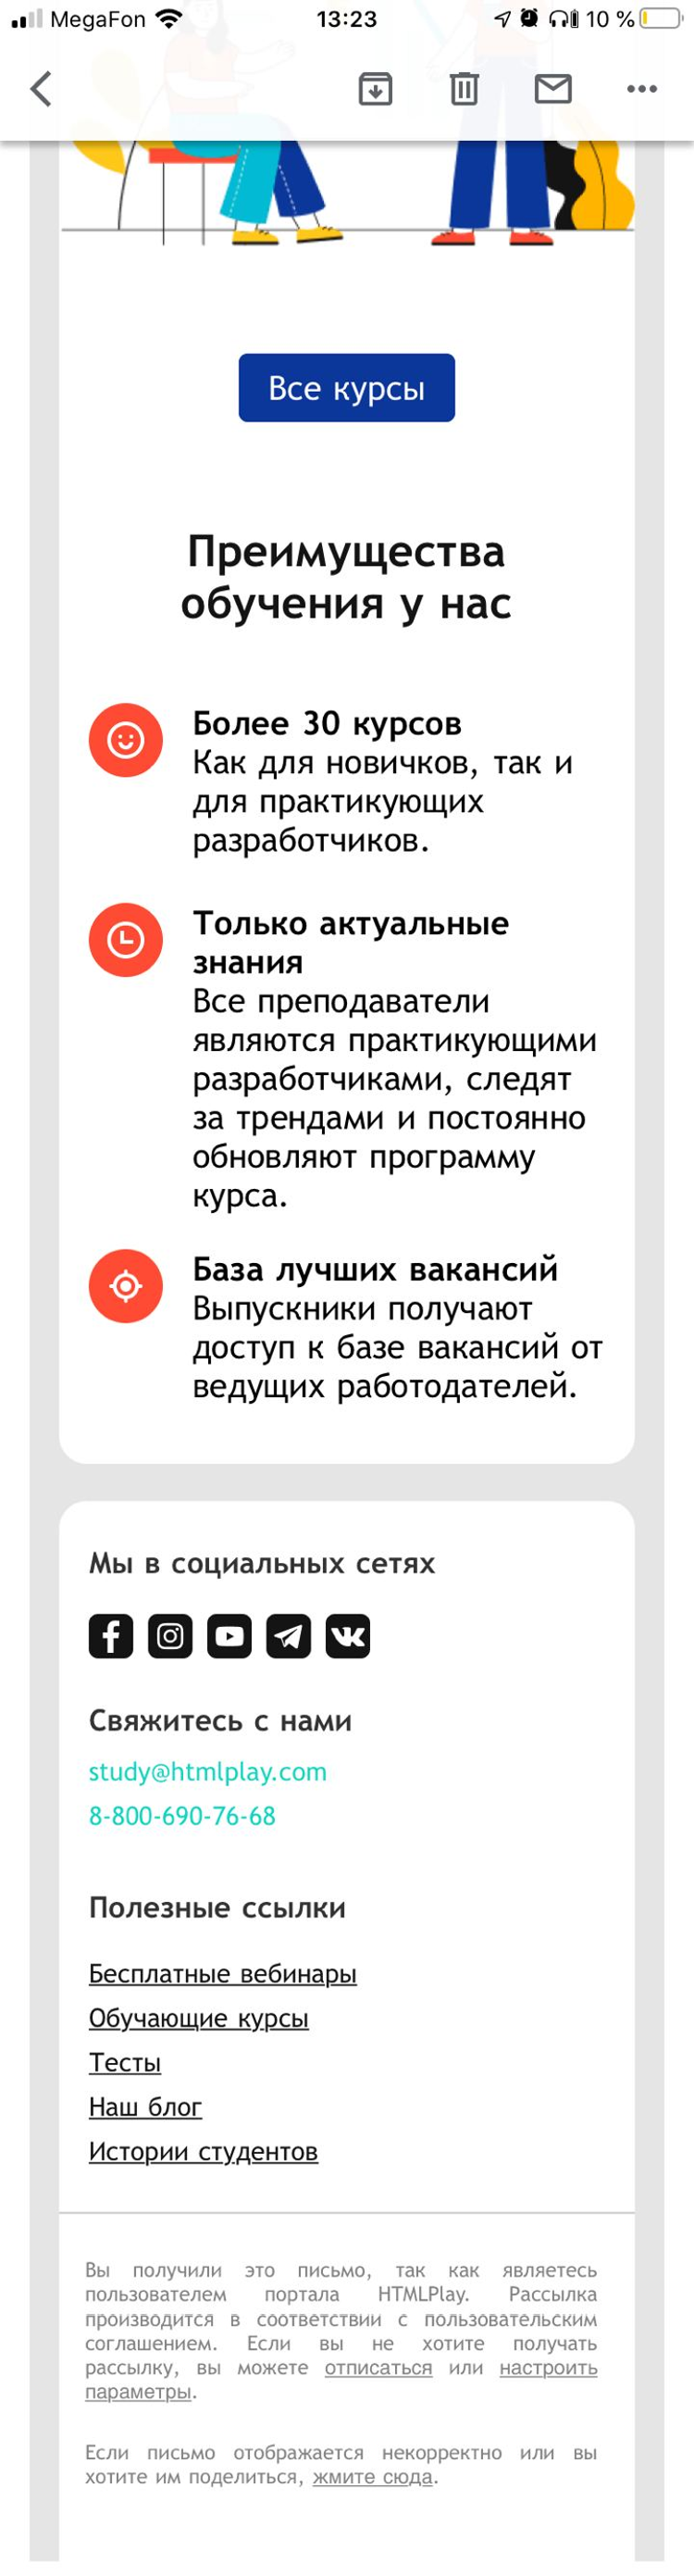 MegaFon 13:23 10 %
Все курсы
Преимущества
обучения у нас
Более 30 курсов
Как для новичков, так и
для практикующих
разработчиков.
Только актуальные
знания
Все преподаватели
являются практикующими
разработчиками, следят
за трендами и постоянно
обновляют программу
курса.
База лучших вакансий
Выпускники получают
доступ к базе вакансий от
ведущих работодателей.
Мы в социальных сетях
Свяжитесь с нами
study@htmlplay.com
8-800-690-76-68
Полезные ссылки
Бесплатные вебинары
Обучающие курсы
Тесты
Наш блог
Истории студентов
Вы получили это письмо, так как являетесь
пользователем портала HTMLPlay. Рассылка
производится в соответствии с пользовательским
соглашением. Если вы не хотите получать
рассылку, вы можете отписаться или настроить
параметры.
Если письмо отображается некорректно или вы
хотите им поделиться, жмите сюда.